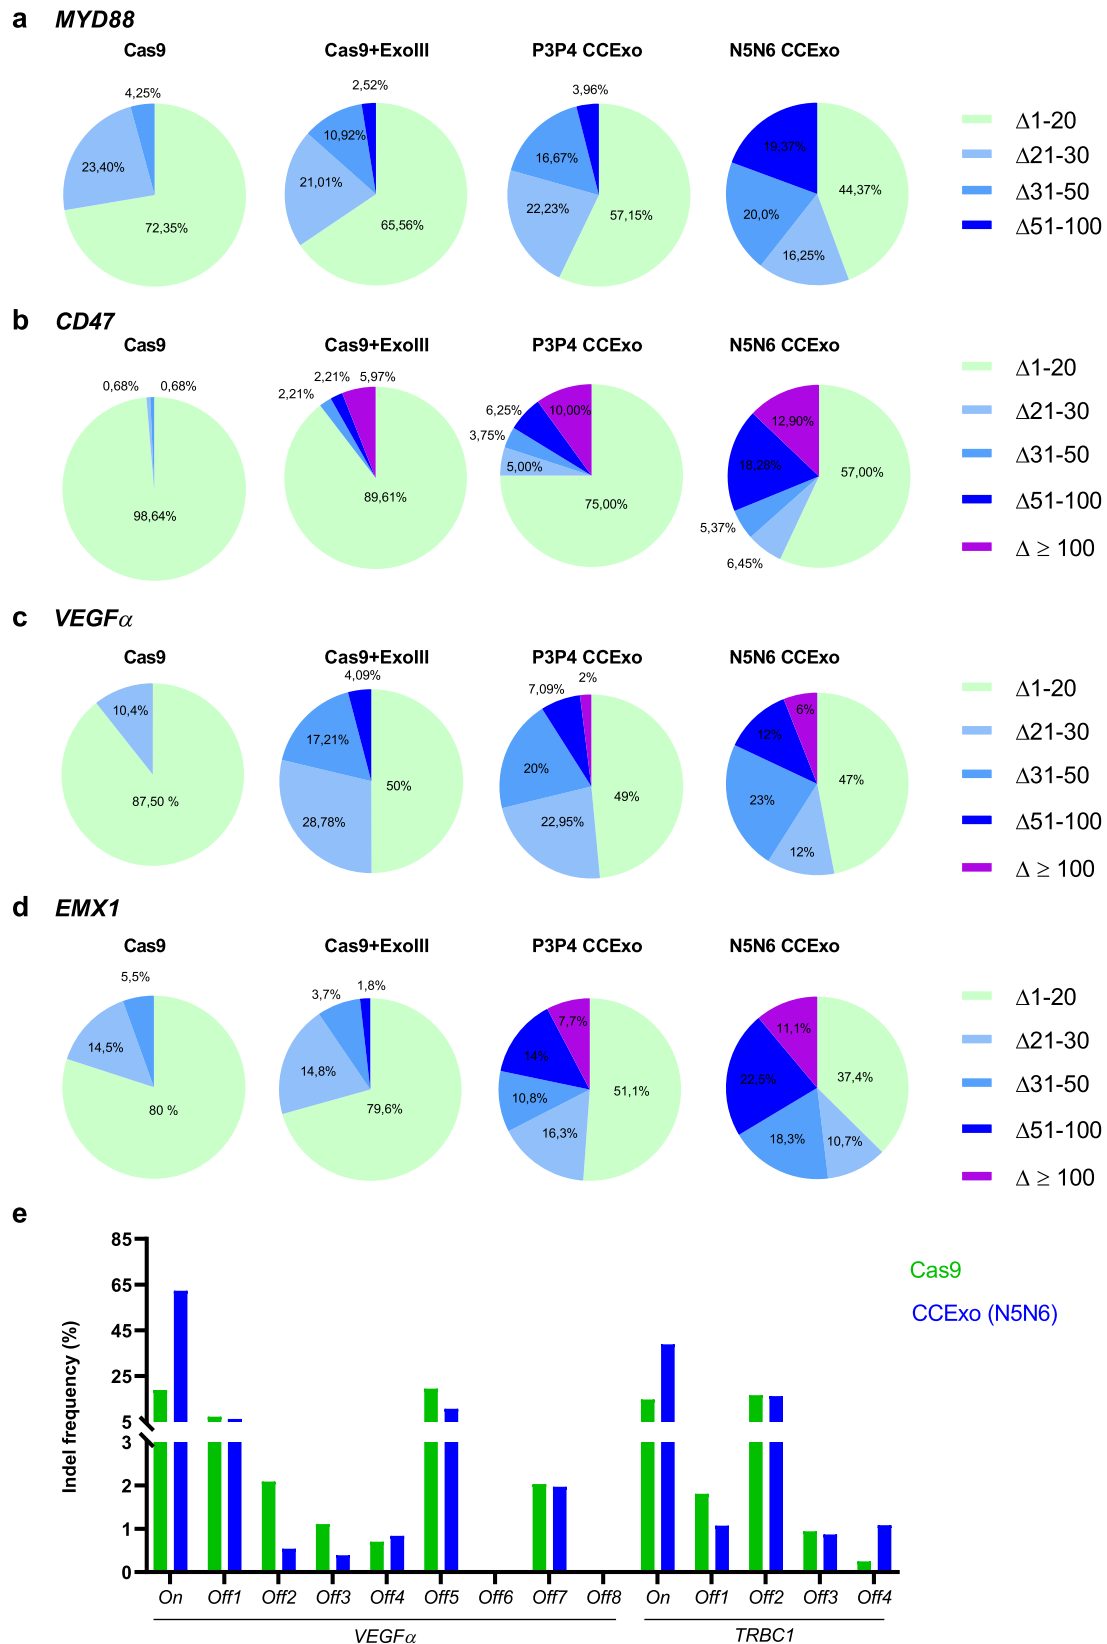 a MYD88
Cas9 Cas9+ExoIII P3P4 CCExo N5N6 CCExo
4,25% 2,52% 3,96%
23,40% 10,92% 16,67% 19,37%
21,01% 22,23% 20,0% 44,37%
72,35% 65,56% 57,15% 16,25%
Δ1-20
Δ21-30
Δ31-50
Δ51-100
b CD47
Cas9 Cas9+ExoIII P3P4 CCExo N5N6 CCExo
0,68% 0,68% 2,21% 2,21% 5,97% 6,25% 10,00% 12,90%
3,75% 5,00% 18,28% 57,00%
98,64% 89,61% 75,00% 5,37%
6,45%
Δ1-20
Δ21-30
Δ31-50
Δ51-100
Δ ≥ 100
c VEGFα
Cas9 Cas9+ExoIII P3P4 CCExo N5N6 CCExo
4,09% 7,09% 2%
10,4% 17,21% 20% 12% 6%
87,50 % 50% 49% 23% 47%
28,78% 22,95% 12%
Δ1-20
Δ21-30
Δ31-50
Δ51-100
Δ ≥ 100
d EMX1
Cas9 Cas9+ExoIII P3P4 CCExo N5N6 CCExo
5,5% 3,7% 1,8%
14,5% 14,8% 14% 7,7% 22,5% 11,1%
80 % 79,6% 10,8% 51,1% 37,4%
16,3% 18,3% 10,7%
Δ1-20
Δ21-30
Δ31-50
Δ51-100
Δ ≥ 100
e
Indel frequency (%)
85
65
45
25
5
3
2
1
0
Cas9
CCExo (N5N6)
On Off1 Off2 Off3 Off4 Off5 Off6 Off7 Off8 On Off1 Off2 Off3 Off4
VEGFα TRBC1